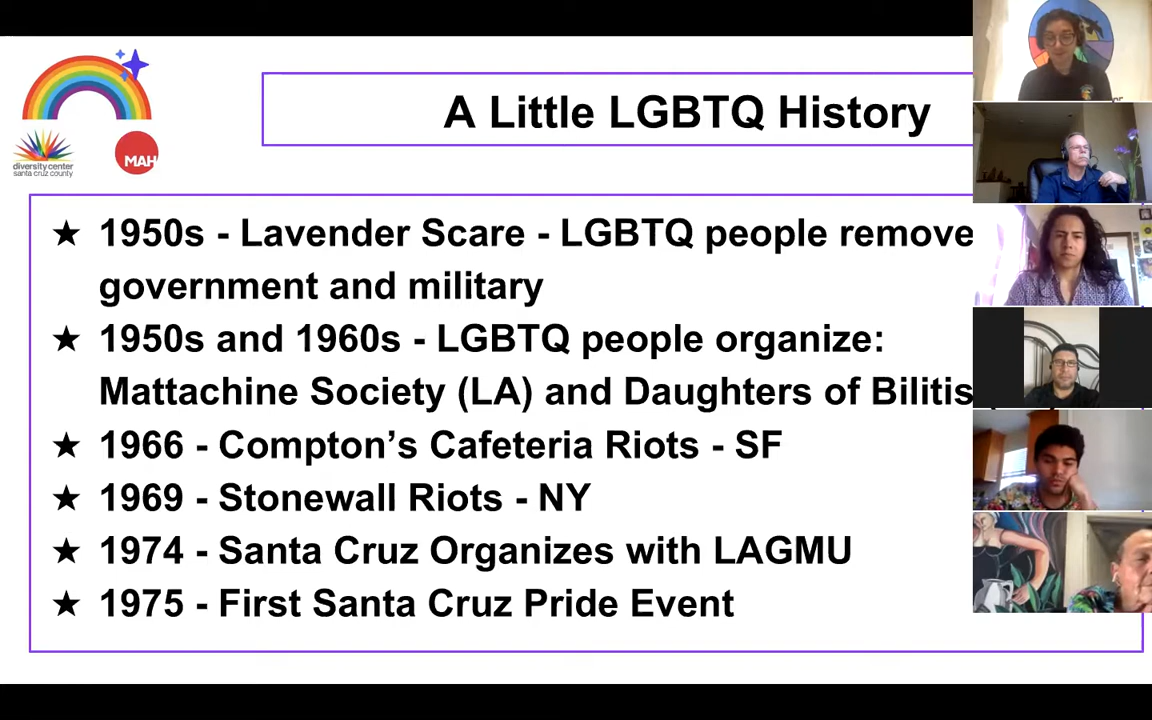 A Little LGBTQ History
diversity center
santa cruz county
MAH
★ 1950s - Lavender Scare - LGBTQ people remove
government and military
★ 1950s and 1960s - LGBTQ people organize:
Mattachine Society (LA) and Daughters of Bilitis
★ 1966 - Compton’s Cafeteria Riots - SF
★ 1969 - Stonewall Riots - NY
★ 1974 - Santa Cruz Organizes with LAGMU
★ 1975 - First Santa Cruz Pride Event